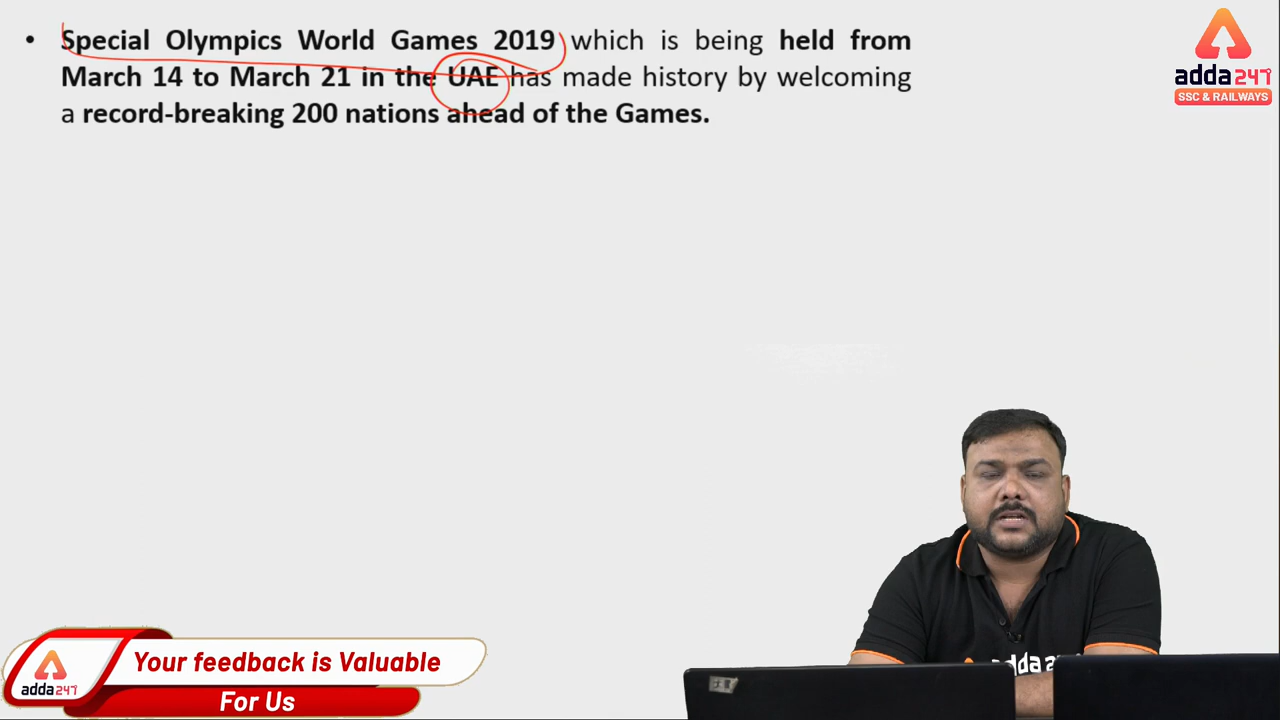 • Special Olympics World Games 2019 which is being held from
March 14 to March 21 in the UAE has made history by welcoming
a record-breaking 200 nations ahead of the Games.
adda247
SSC & RAILWAYS
adda247
Your feedback is Valuable
For Us